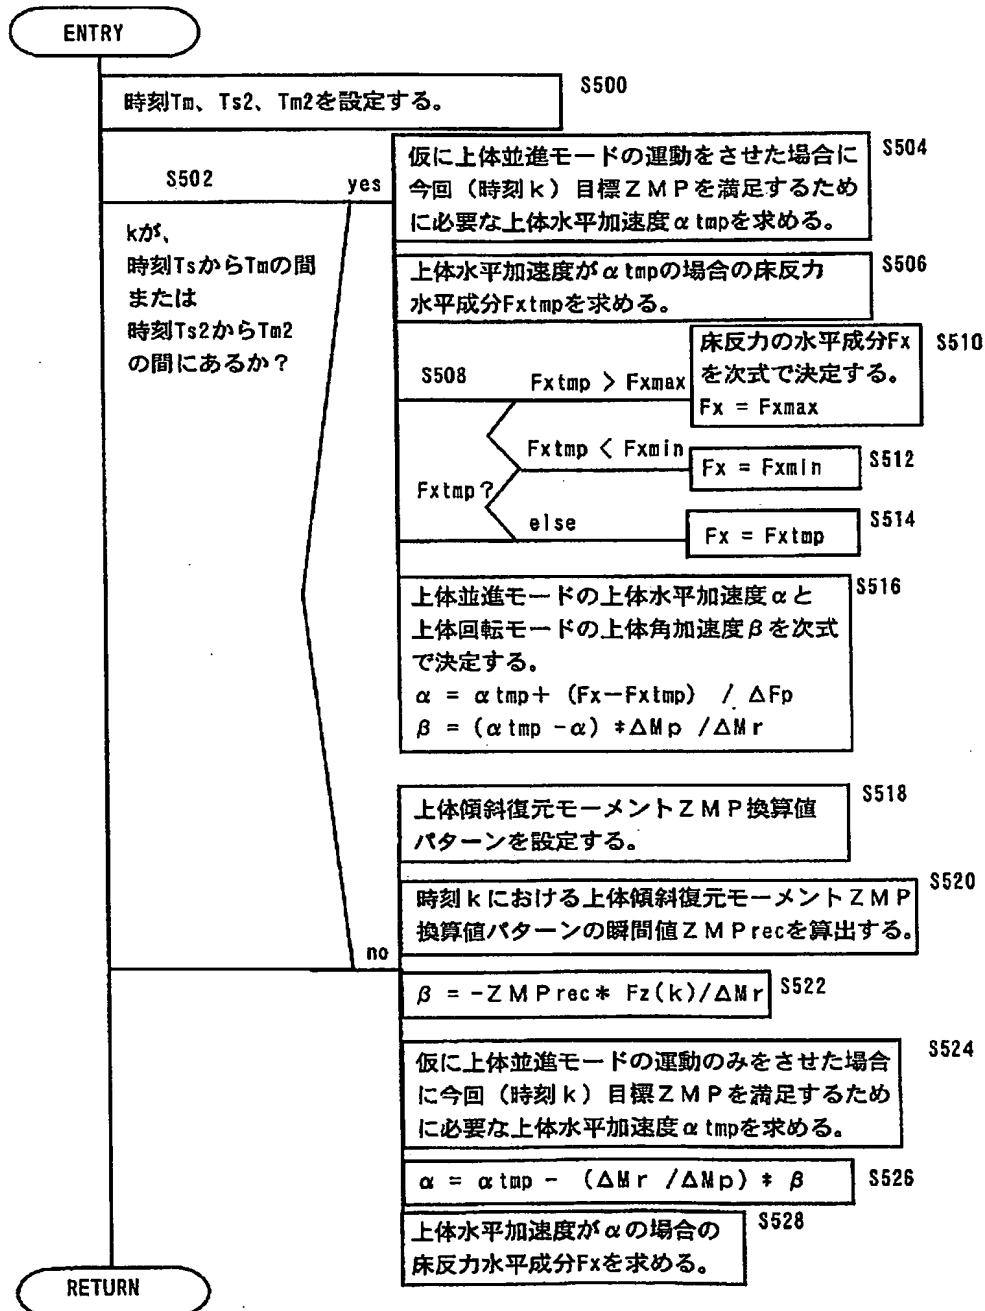 ENTRY
S500
時刻Tm、Ts2、Tm2を設定する。
S502
yes
kが、
時刻TsからTmの間
または
時刻Ts2からTm2
の間にあるか？
S504
仮に上体並進モードの運動をさせた場合に
今回（時刻k）目標ZMPを満足するため
に必要な上体水平加速度αtmpを求める。
S506
上体水平加速度がαtmpの場合の床反力
水平成分Fxtmpを求める。
S508
Fxtmp？
Fxtmp > Fxmax
S510
床反力の水平成分Fx
を次式で決定する。
Fx = Fxmax
Fxtmp < Fxmin
Fx = Fxmin
S512
else
Fx = Fxtmp
S514
S516
上体並進モードの上体水平加速度αと
上体回転モードの上体角加速度βを次式
で決定する。
α = αtmp+ (Fx-Fxtmp) / ΔFp
β = (αtmp -α) *ΔMp /ΔMr
no
S518
上体傾斜復元モーメントZMP換算値
パターンを設定する。
S520
時刻kにおける上体傾斜復元モーメントZMP
換算値パターンの瞬間値ZMPrecを算出する。
β = -ZMPrec* Fz(k)/ΔMr
S522
S524
仮に上体並進モードの運動のみをさせた場合
に今回（時刻k）目標ZMPを満足するため
に必要な上体水平加速度αtmpを求める。
α = αtmp - (ΔMr /ΔMp) * β
S526
S528
上体水平加速度がαの場合の
床反力水平成分Fxを求める。
RETURN